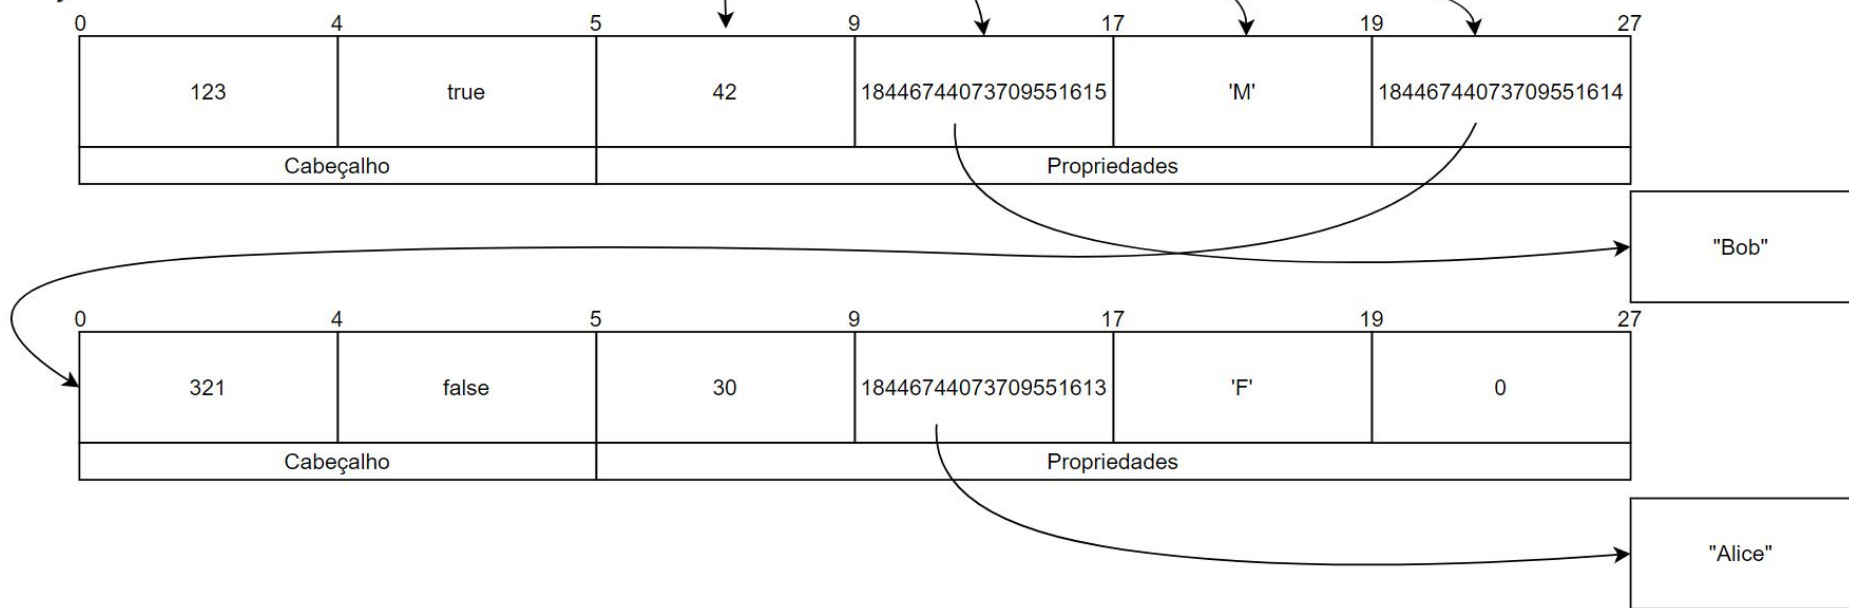 0 4 5 9 17 19 27
123 true 42 18446744073709551615 'M' 18446744073709551614
Cabeçalho Propriedades
"Bob"
0 4 5 9 17 19 27
321 false 30 18446744073709551613 'F' 0
Cabeçalho Propriedades
"Alice"